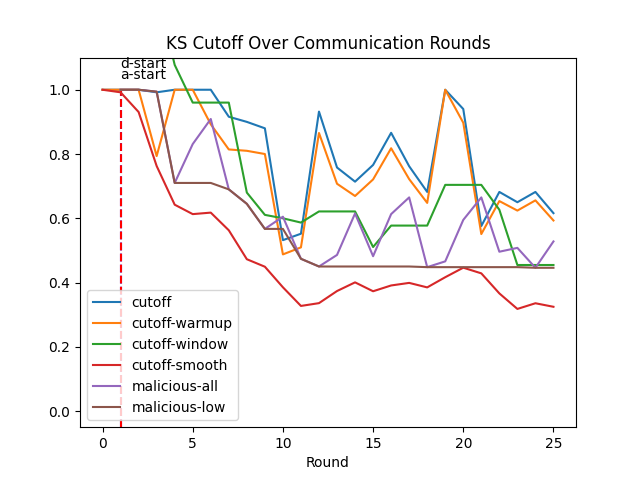 KS Cutoff Over Communication Rounds
d-start
a-start
1.0
0.8
0.6
0.4
0.2
0.0
cutoff
cutoff-warmup
cutoff-window
cutoff-smooth
malicious-all
malicious-low
0 5 10 15 20 25
Round